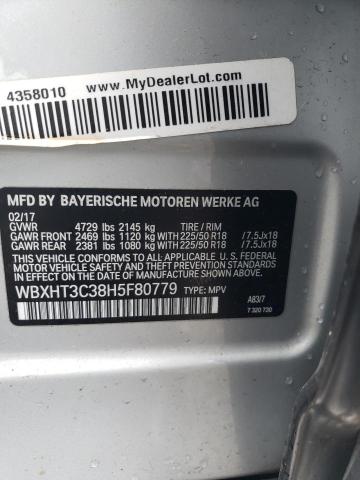 4358010
www.MyDealerLot.com
MFD BY BAYERISCHE MOTOREN WERKE AG
02/17
GVWR 4729 lbs 2145 kg TIRE / RIM
GAWR FRONT 2469 lbs 1120 kg WITH 225/50 R18 /7.5Jx18
GAWR REAR 2381 lbs 1080 kg WITH 225/50 R18 /7.5Jx18
THIS VEHICLE CONFORMS TO ALL APPLICABLE U.S. FEDERAL
MOTOR VEHICLE SAFETY AND THEFT PREVENTION STANDARDS
IN EFFECT ON THE DATE OF MANUFACTURE SHOWN ABOVE.
WBXHT3C38H5F80779 TYPE: MPV
A83/7
7 320 730